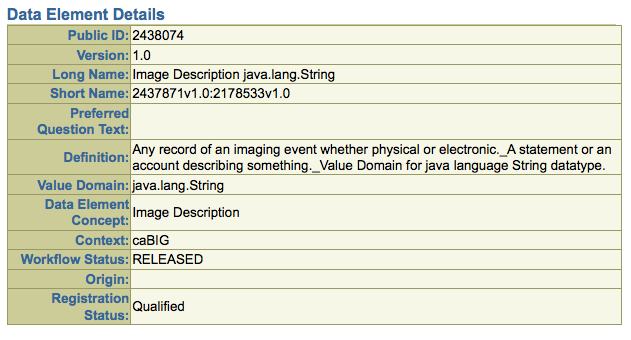 Data Element Details
Public ID: 2438074
Version: 1.0
Long Name: Image Description java.lang.String
Short Name: 2437871v1.0:2178533v1.0
Preferred
Question Text:
Definition: Any record of an imaging event whether physical or electronic._A statement or an
account describing something._Value Domain for java language String datatype.
Value Domain: java.lang.String
Data Element
Concept: Image Description
Context: caBIG
Workflow Status: RELEASED
Origin:
Registration
Status: Qualified